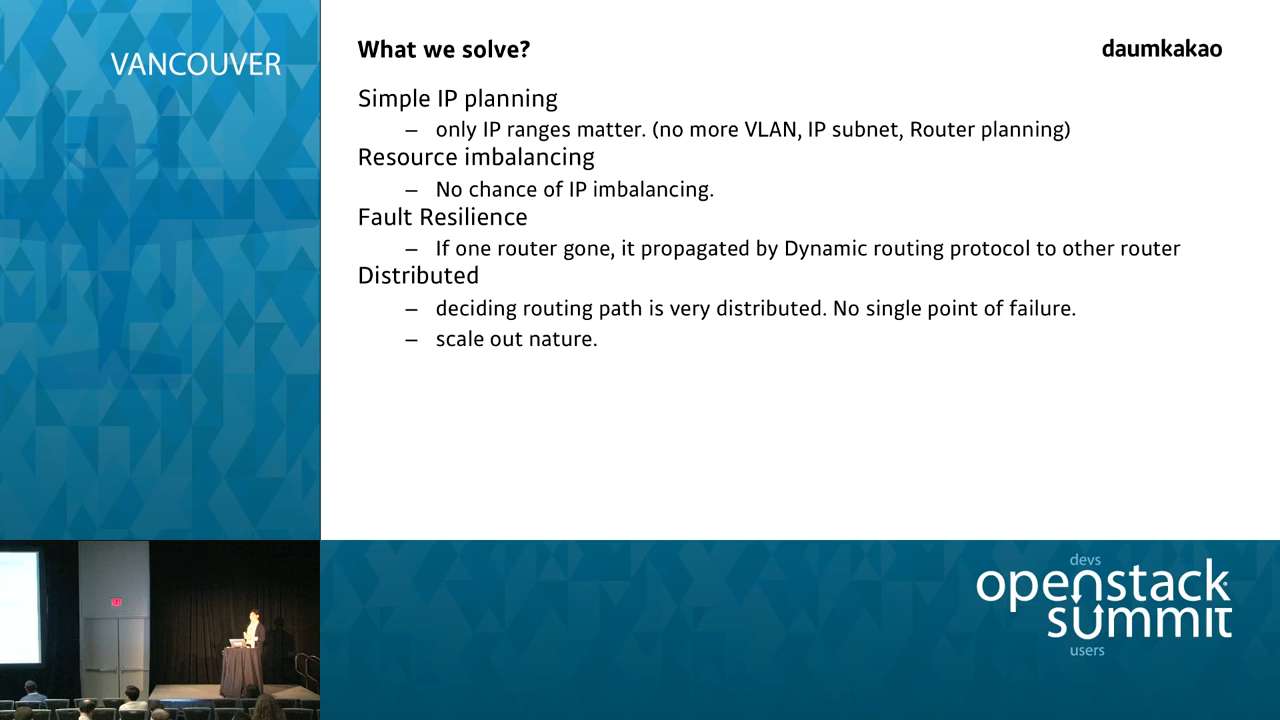 VANCOUVER
What we solve?
daumkakao
Simple IP planning
– only IP ranges matter. (no more VLAN, IP subnet, Router planning)
Resource imbalancing
– No chance of IP imbalancing.
Fault Resilience
– If one router gone, it propagated by Dynamic routing protocol to other router
Distributed
– deciding routing path is very distributed. No single point of failure.
– scale out nature.
devs
openstack
summit
users